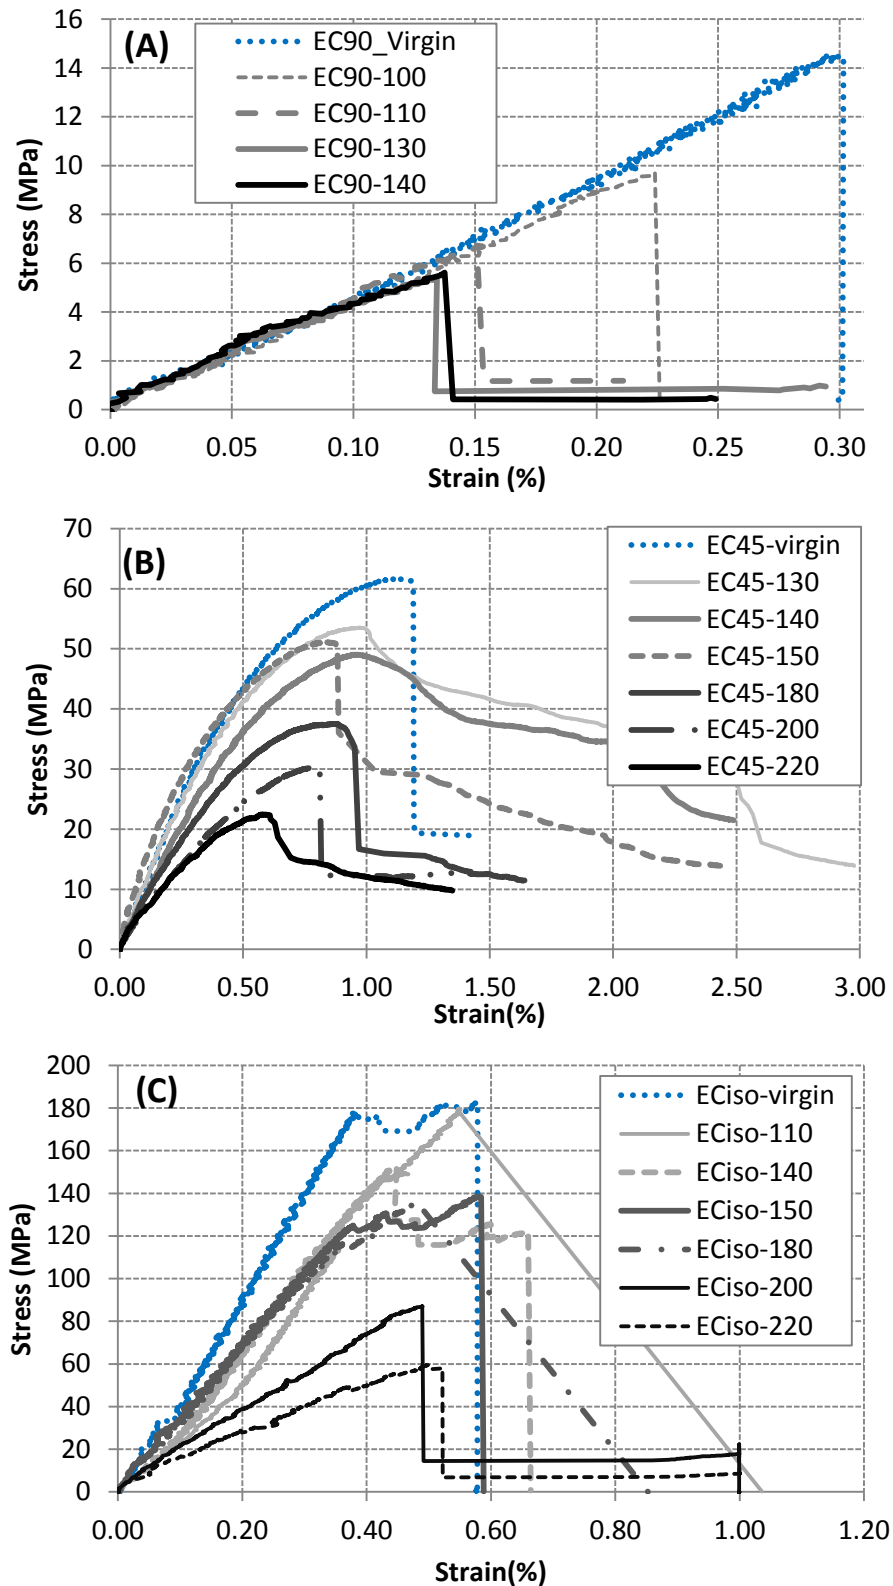 (A)
EC90_Virgin
EC90-100
EC90-110
EC90-130
EC90-140
Stress (MPa)
16
14
12
10
8
6
4
2
0
0.00 0.05 0.10 0.15 0.20 0.25 0.30
Strain (%)
(B)
EC45-virgin
EC45-130
EC45-140
EC45-150
EC45-180
EC45-200
EC45-220
Stress (MPa)
70
60
50
40
30
20
10
0
0.00 0.50 1.00 1.50 2.00 2.50 3.00
Strain(%)
(C)
ECiso-virgin
ECiso-110
ECiso-140
ECiso-150
ECiso-180
ECiso-200
ECiso-220
Stress (MPa)
200
180
160
140
120
100
80
60
40
20
0
0.00 0.20 0.40 0.60 0.80 1.00 1.20
Strain(%)